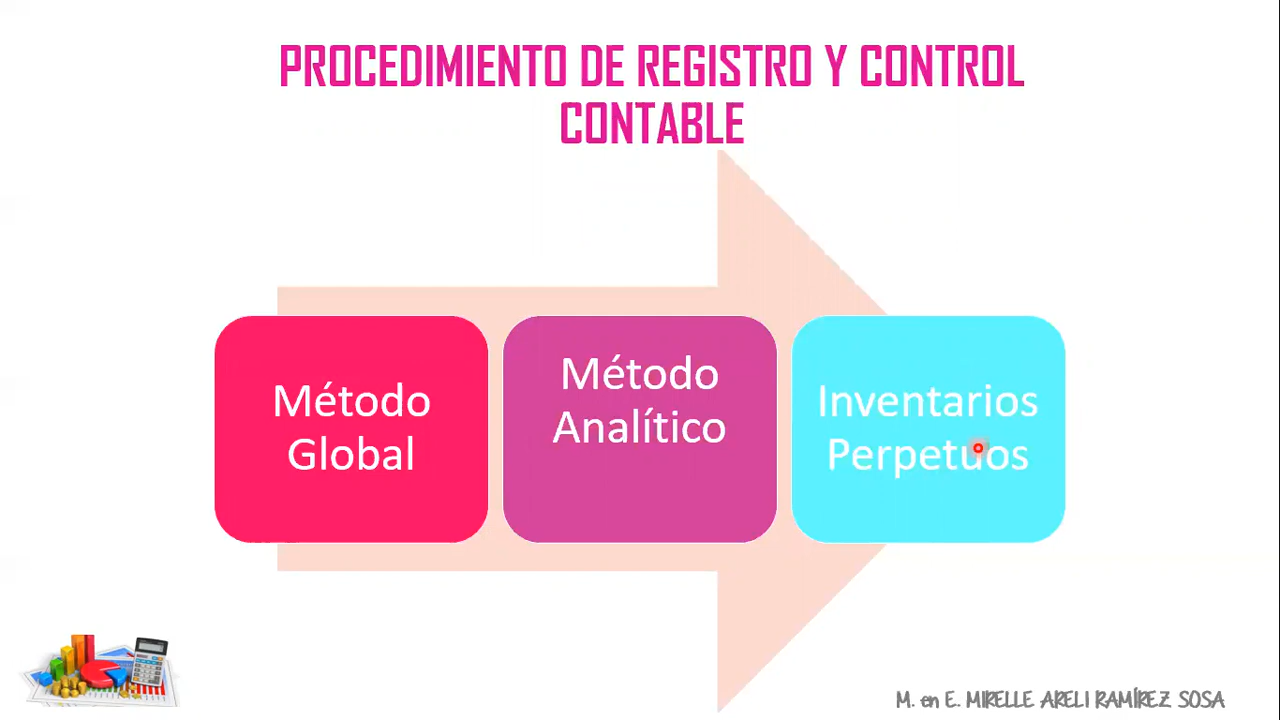 PROCEDIMIENTO DE REGISTRO Y CONTROL
CONTABLE
Método
Global
Método
Analítico
Inventarios
Perpetuos
M. en E. MIRELLE ARELI RAMÍREZ SOSA